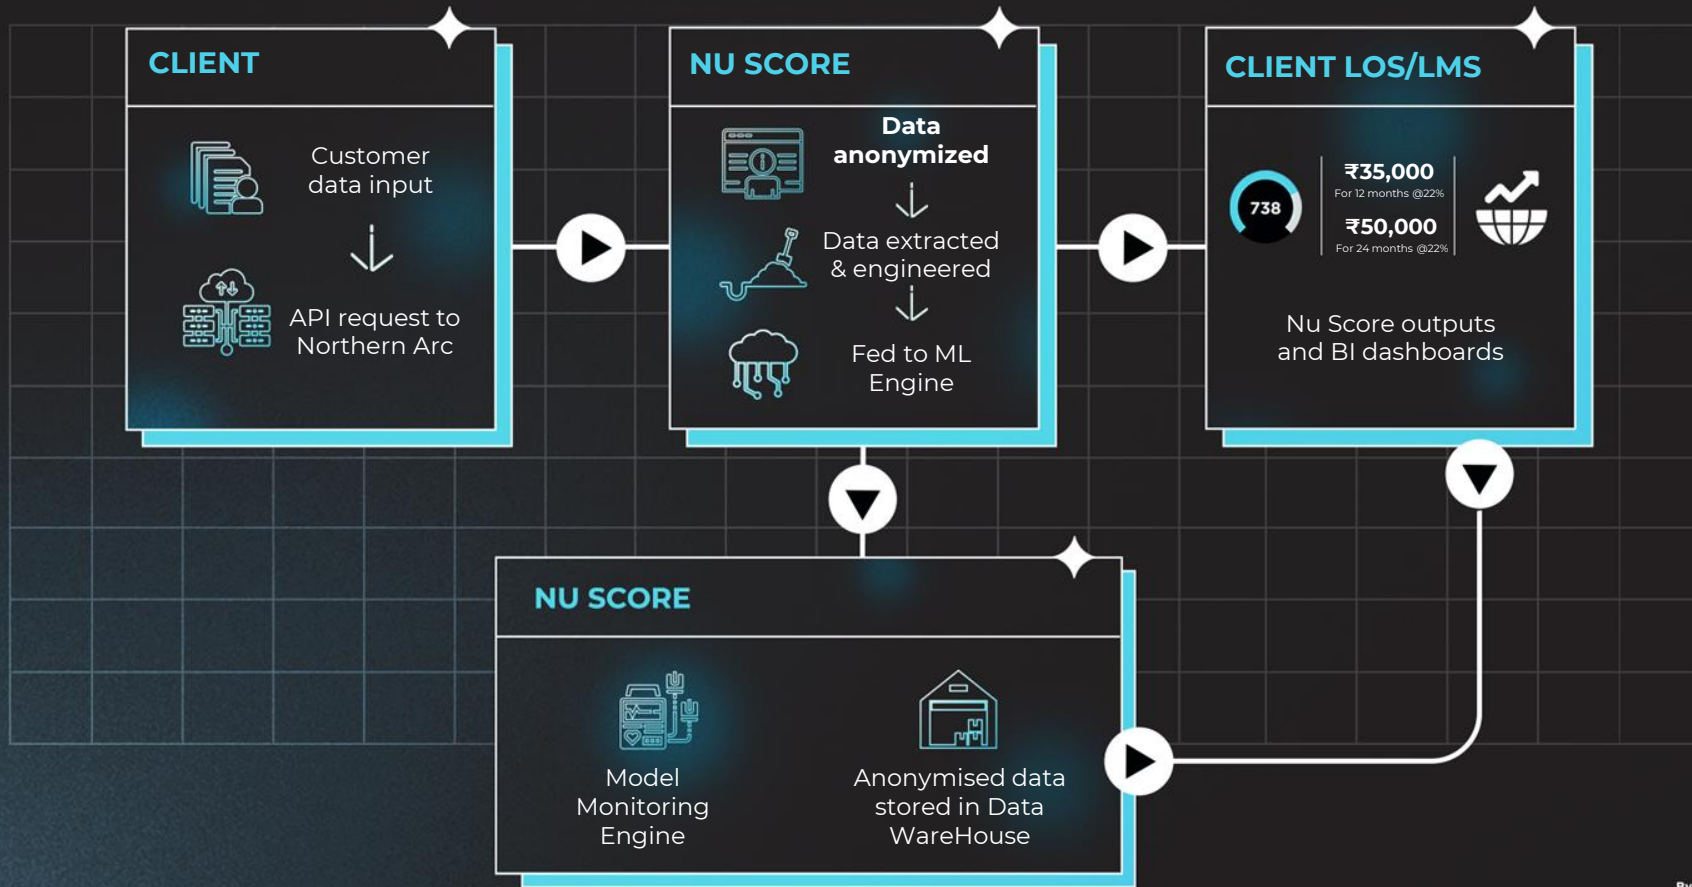 CLIENT
Customer
data input
API request to
Northern Arc
NU SCORE
Data
anonymized
Data extracted
& engineered
Fed to ML
Engine
CLIENT LOS/LMS
738
₹35,000
For 12 months @22%
₹50,000
For 24 months @22%
Nu Score outputs
and BI dashboards
NU SCORE
Model
Monitoring
Engine
Anonymised data
stored in Data
WareHouse